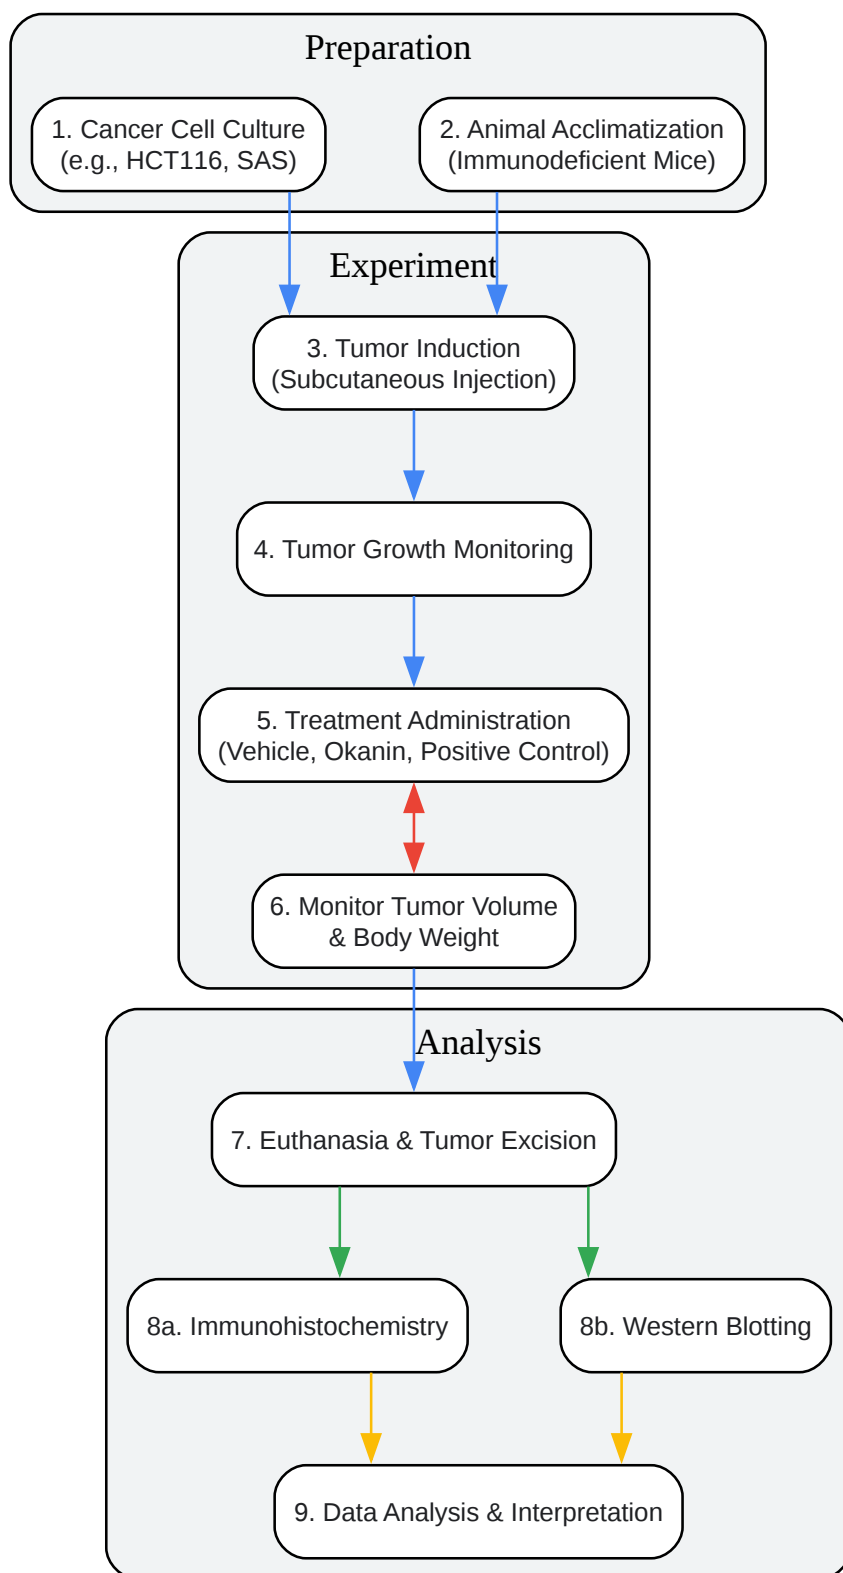 Preparation
1. Cancer Cell Culture
(e.g., HCT116, SAS)
2. Animal Acclimatization
(Immunodeficient Mice)
Experiment
3. Tumor Induction
(Subcutaneous Injection)
4. Tumor Growth Monitoring
5. Treatment Administration
(Vehicle, Okanin, Positive Control)
6. Monitor Tumor Volume
& Body Weight
Analysis
7. Euthanasia & Tumor Excision
8a. Immunohistochemistry
8b. Western Blotting
9. Data Analysis & Interpretation